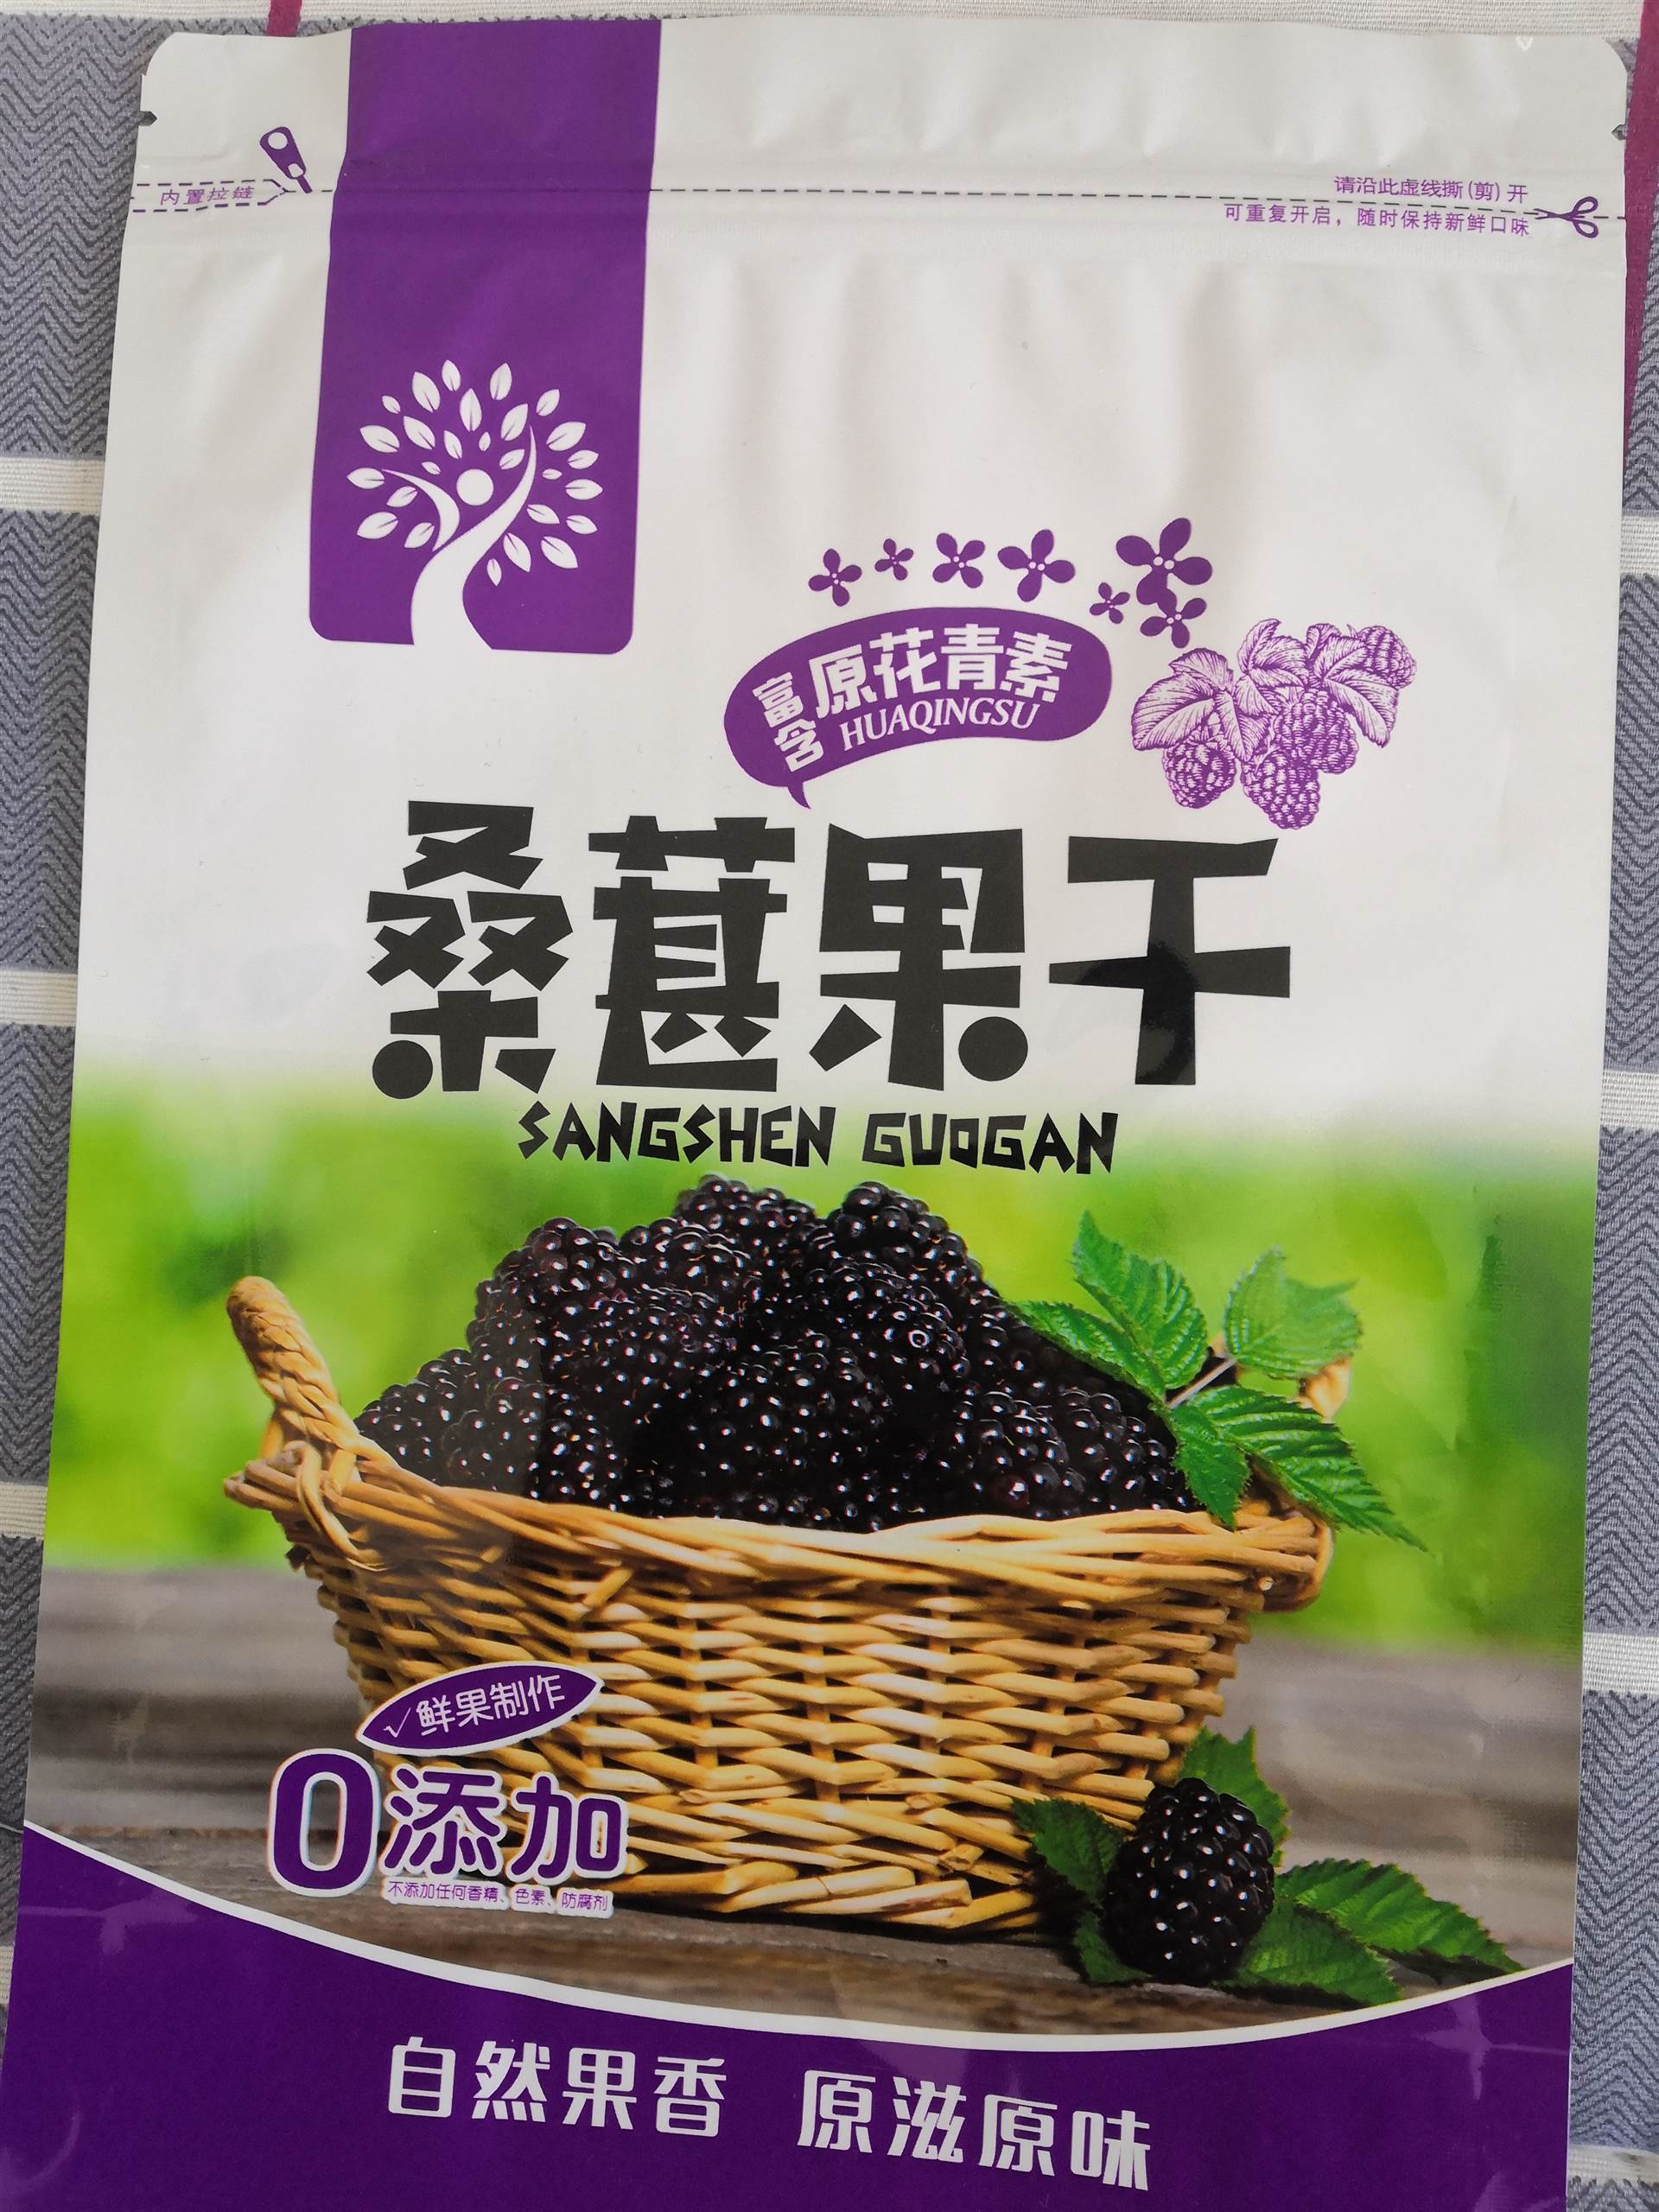 内置拉链
请沿此虚线撕(剪)开
可重复开启，随时保持新鲜口味
富含
原花青素
HUAQINGSU
桑葚果干
SANGSHEN GUOGAN
✓鲜果制作
0添加
不添加任何香精、色素、防腐剂
自然果香 原滋原味